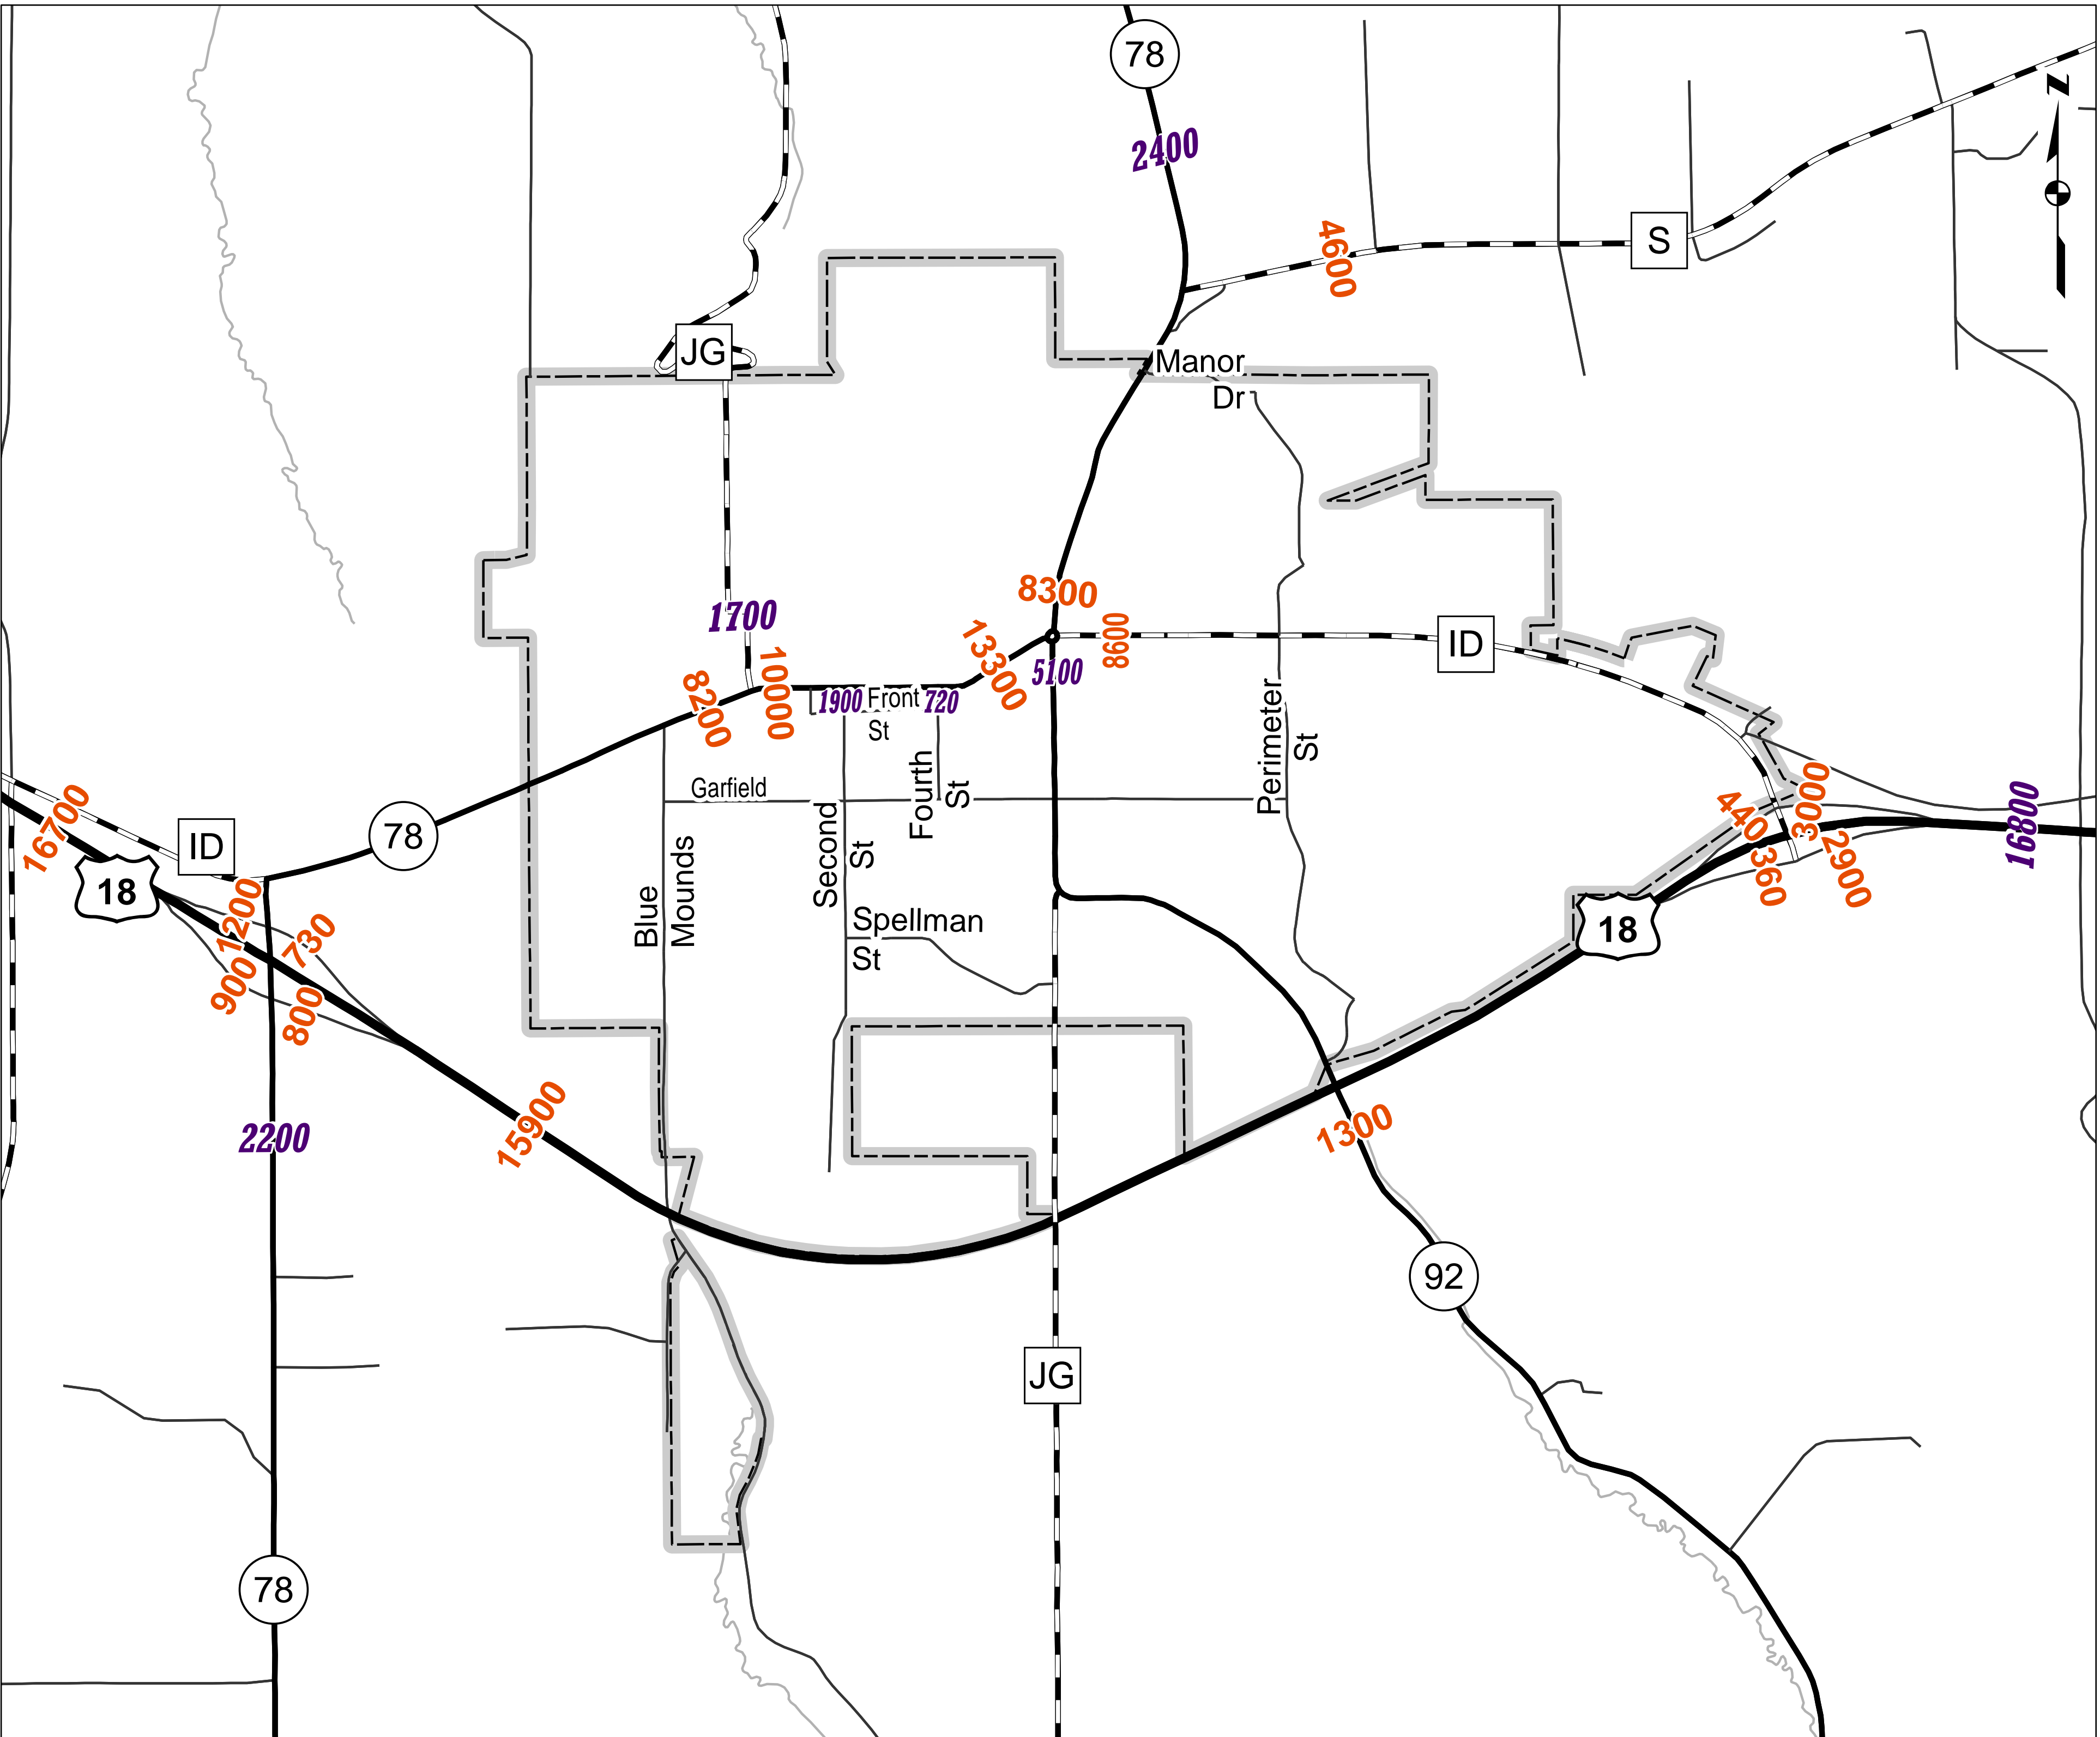 78
2400
N
4600
S
JG
Manor
Dr
8300
1700
13300
8600
5100
ID
10000
8200
1900
Front
720
St
Perimeter
St
Garfield
Fourth
St
Second
St
Blue
Mounds
Spellman
St
16700
ID
78
18
1200
730
900
800
440
3000
360
2900
16800
18
2200
15900
1300
92
JG
78